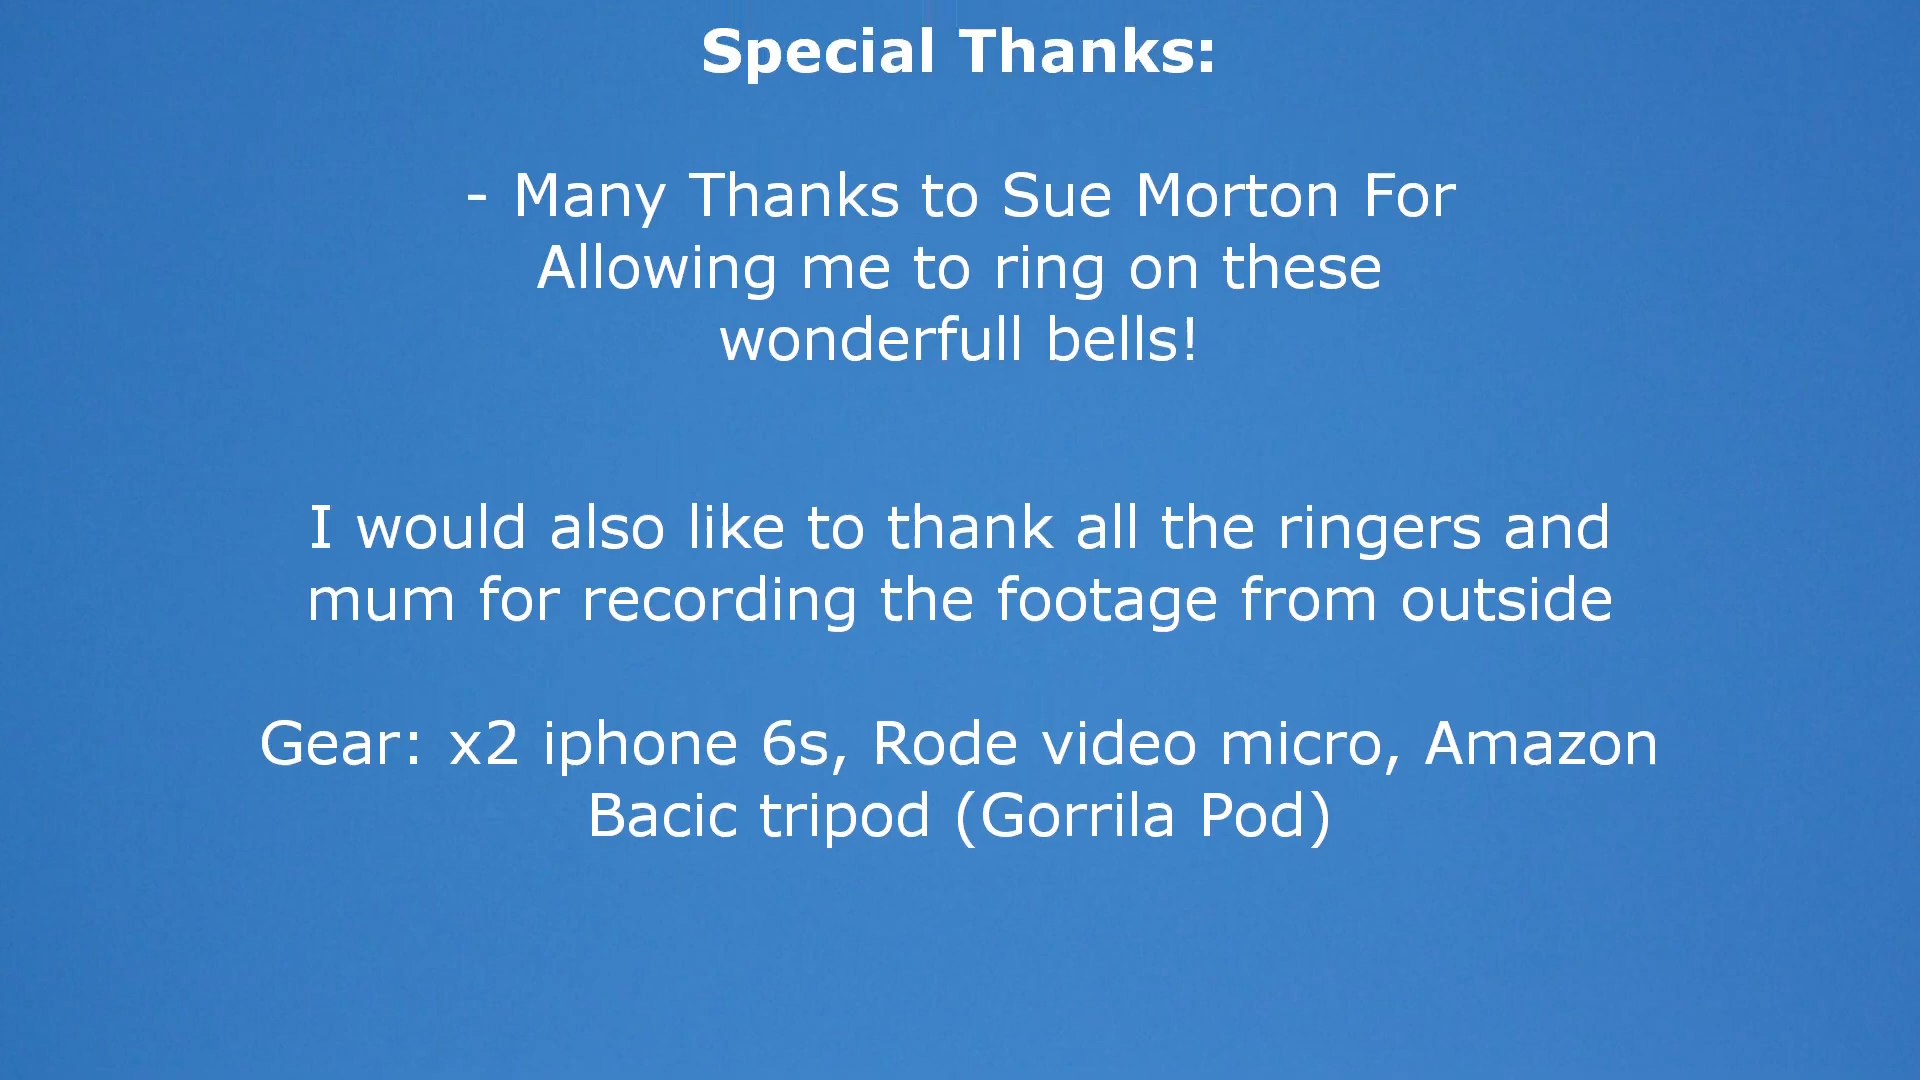 Special Thanks:
- Many Thanks to Sue Morton For
Allowing me to ring on these
wonderfull bells!
I would also like to thank all the ringers and
mum for recording the footage from outside
Gear: x2 iphone 6s, Rode video micro, Amazon
Bacic tripod (Gorrila Pod)